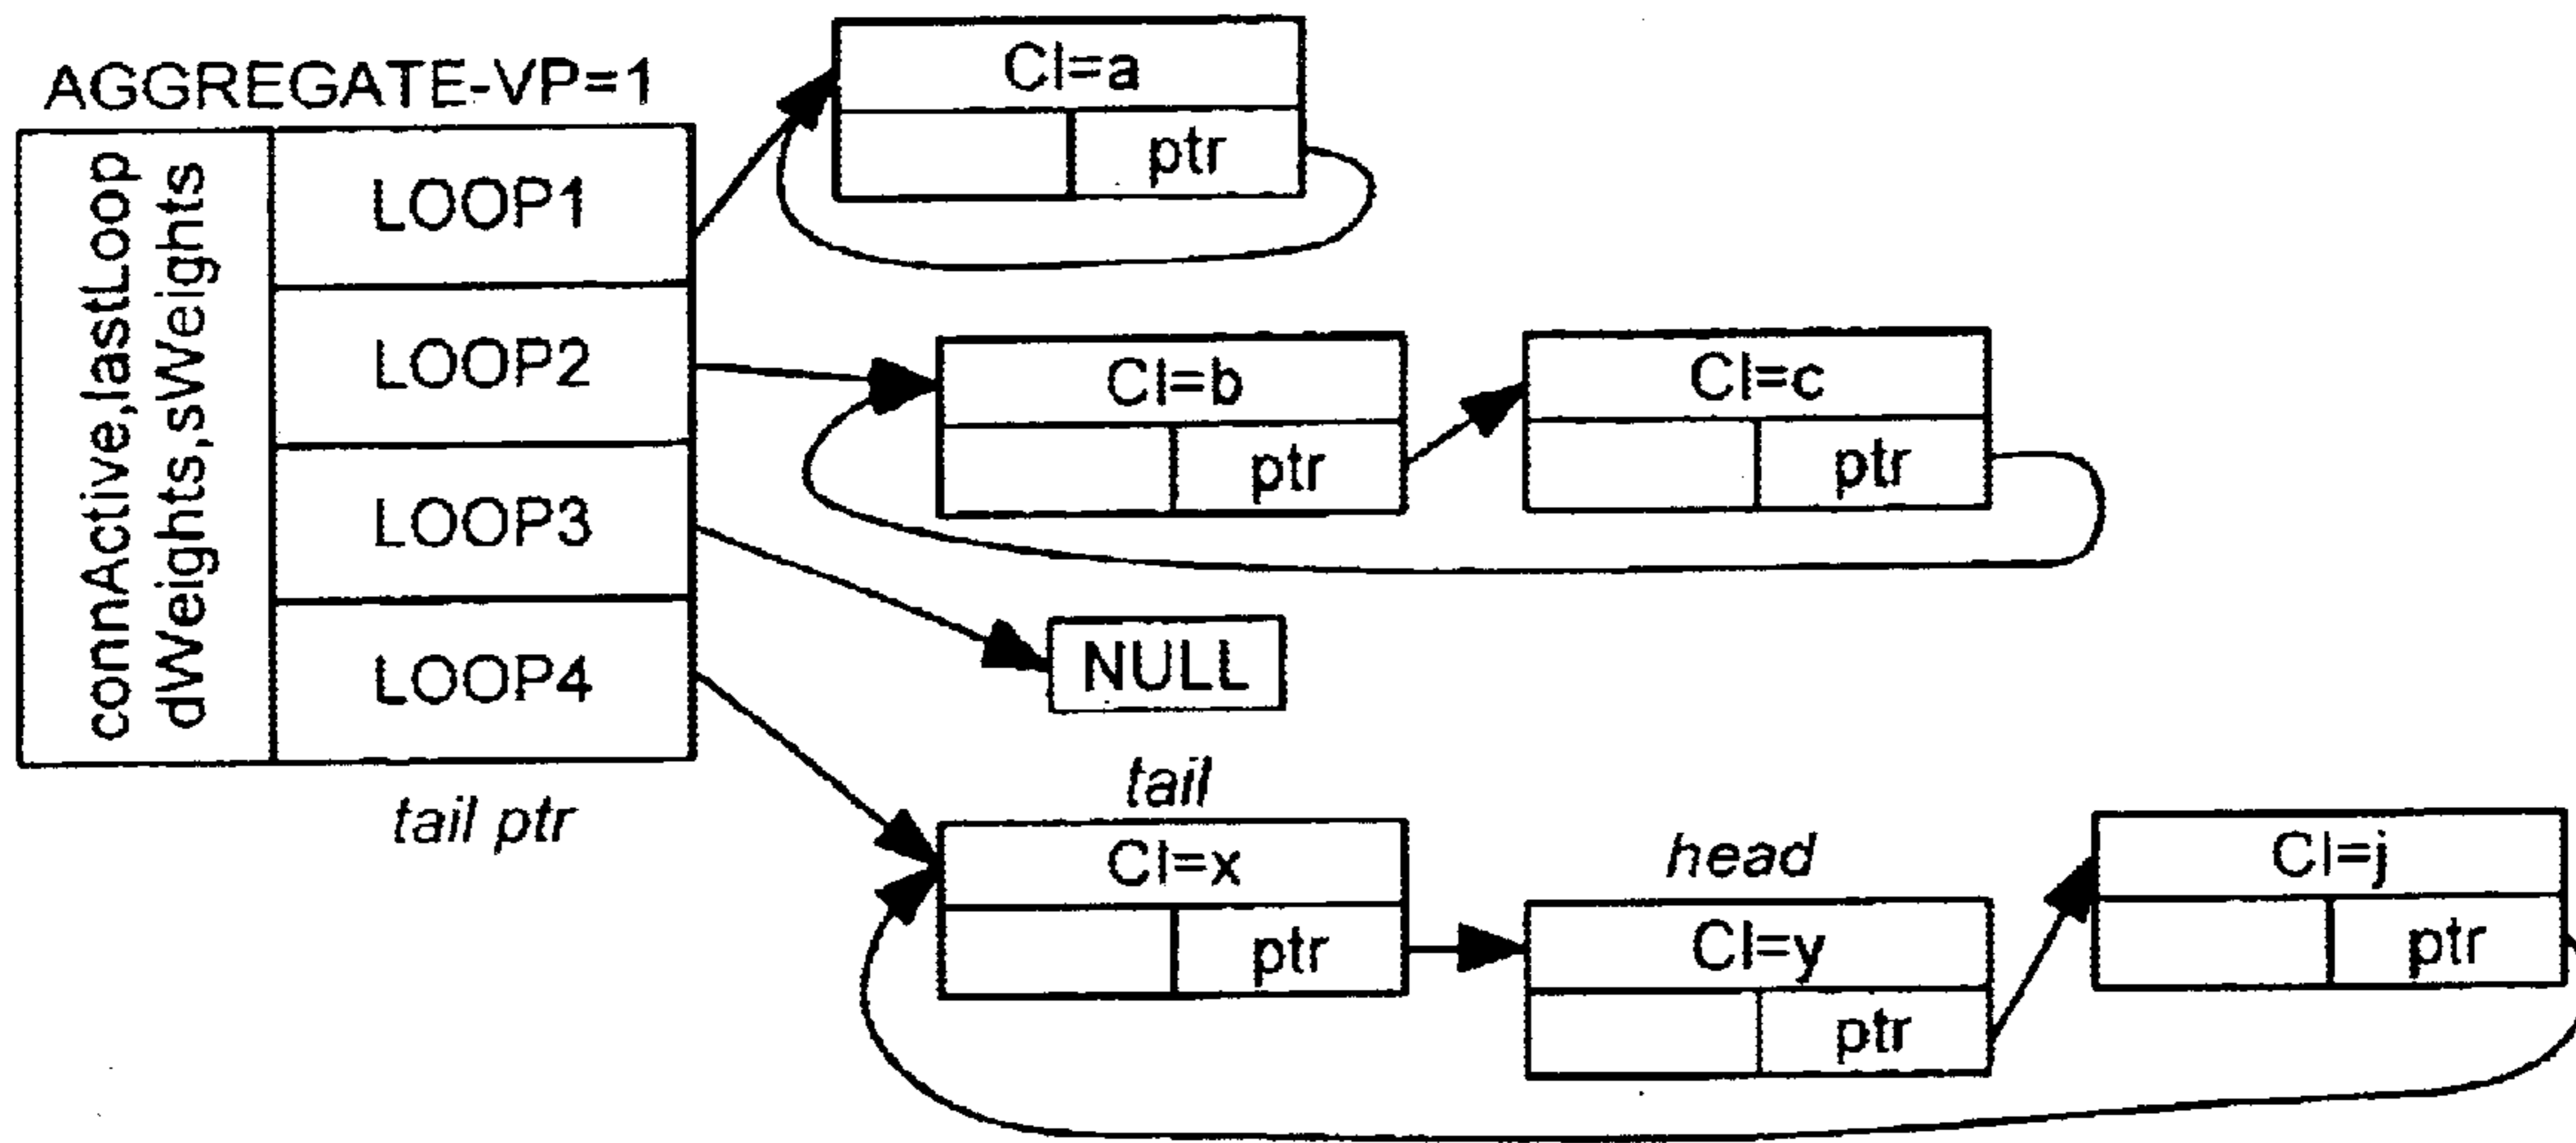 AGGREGATE-VP=1
connActive,lastLoop
dWeights,sWeights
LOOP1
LOOP2
LOOP3
LOOP4
tail ptr
CI=a
ptr
CI=b
ptr
CI=c
ptr
NULL
tail
CI=x
ptr
head
CI=y
ptr
CI=j
ptr